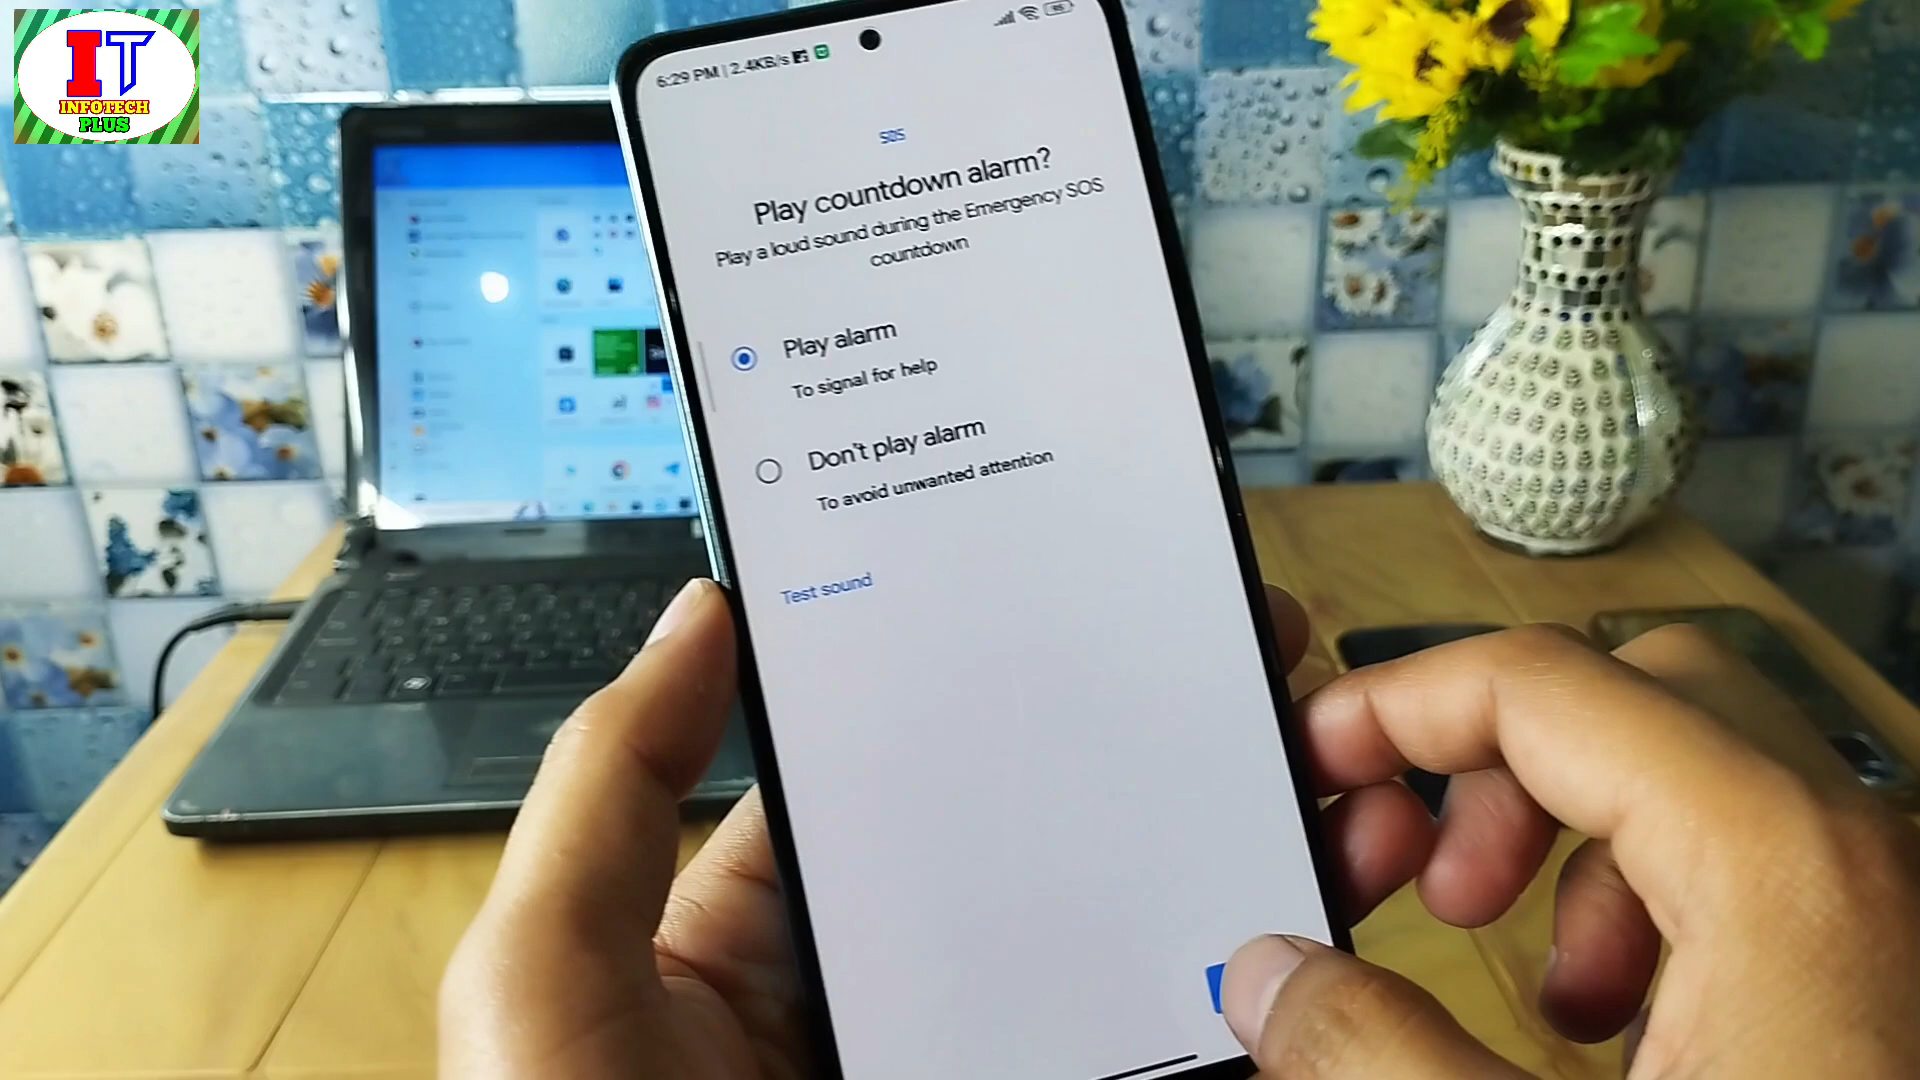 IT
INFOTECH
PLUS
6:29 PM | 2.4KB/s
SOS
Play countdown alarm?
Play a loud sound during the Emergency SOS
countdown
Play alarm
To signal for help
Don't play alarm
To avoid unwanted attention
Test sound